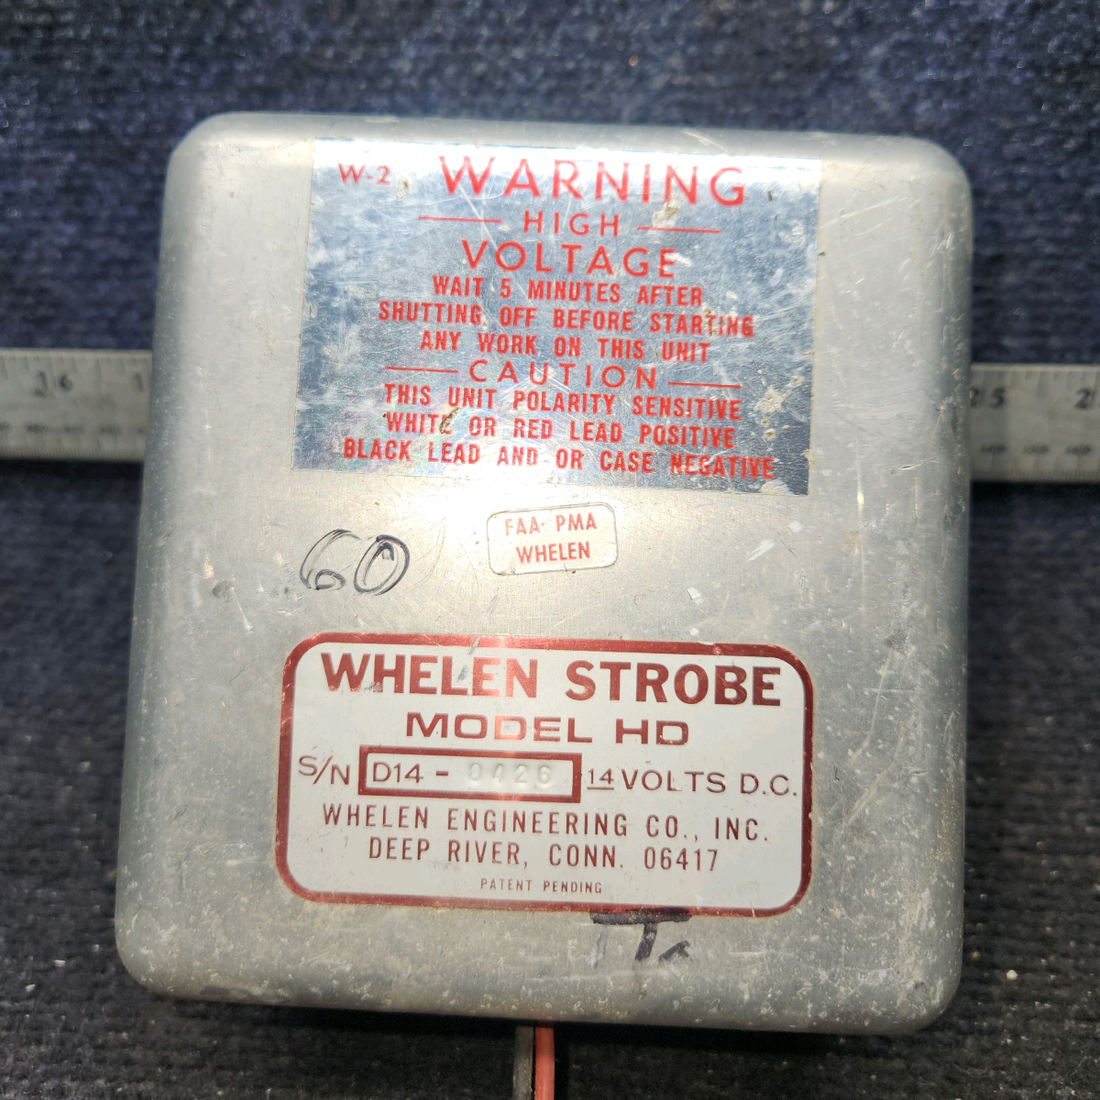 W-2 WARNING
HIGH
VOLTAGE
WAIT 5 MINUTES AFTER
SHUTTING OFF BEFORE STARTING
ANY WORK ON THIS UNIT
CAUTION
THIS UNIT POLARITY SENSITIVE
WHITE OR RED LEAD POSITIVE
BLACK LEAD AND OR CASE NEGATIVE
FAA-PMA
WHELEN
60
WHELEN STROBE
MODEL HD
S/N D14 - 14 VOLTS D.C.
WHELEN ENGINEERING CO., INC.
DEEP RIVER, CONN. 06417
PATENT PENDING
16
25